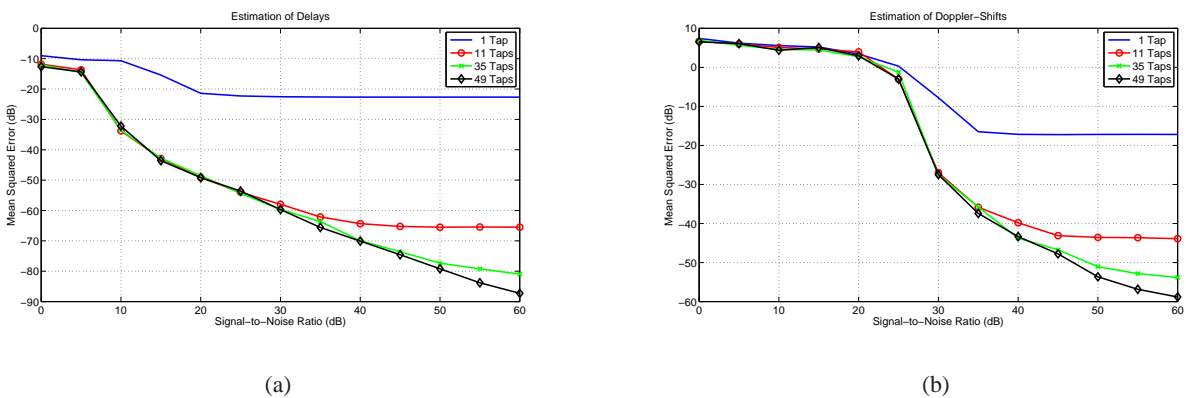 Estimation of Delays
0
−10
−20
−30
−40
−50
−60
−70
−80
−90
Mean Squared Error (dB)
0 10 20 30 40 50 60
Signal−to−Noise Ratio (dB)
1 Tap
11 Taps
35 Taps
49 Taps
(a)
Estimation of Doppler−Shifts
10
0
−10
−20
−30
−40
−50
−60
Mean Squared Error (dB)
0 10 20 30 40 50 60
Signal−to−Noise Ratio (dB)
1 Tap
11 Taps
35 Taps
49 Taps
(b)